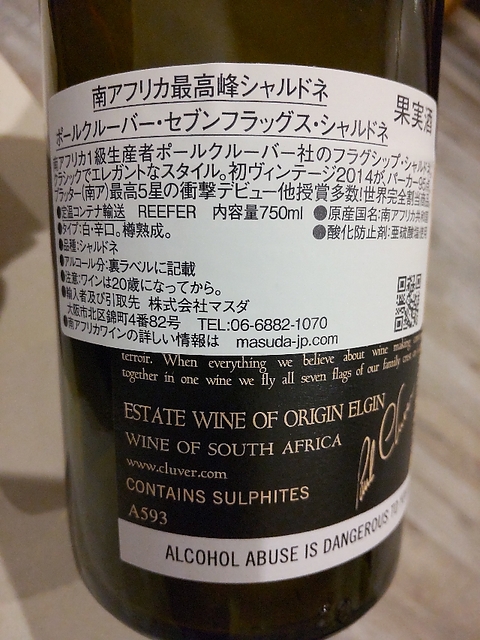 南アフリカ最高峰シャルドネ
果実酒
ポールクルーバー・セブンフラッグス・シャルドネ
南アフリカ1級生産者ポールクルーバー社のフラグシップ・シャルドネ
クラシックでエレガントなスタイル。初ヴィンテージ2014が、パーカー95点
プラッター(南ア)最高5星の衝撃デビュー他授賞多数!世界完全割当商品
●定温コンテナ輸送 REEFER 内容量750ml ●原産国名:南アフリカ共和国
●タイプ:白・辛口。樽熟成。 ●酸化防止剤:亜硫酸塩使用
●品種:シャルドネ
●アルコール分:裏ラベルに記載
●注意:ワインは20歳になってから。
●輸入者及び引取先 株式会社マスダ
大阪市北区錦町4番82号 TEL:06-6882-1070
●南アフリカワインの詳しい情報は masuda-jp.com
terroir. When everything we believe about wine making
together in one wine we fly all seven flags of our family
ESTATE WINE OF ORIGIN ELGIN
WINE OF SOUTH AFRICA
www.cluver.com
CONTAINS SULPHITES
A593
ALCOHOL ABUSE IS DANGEROUS TO